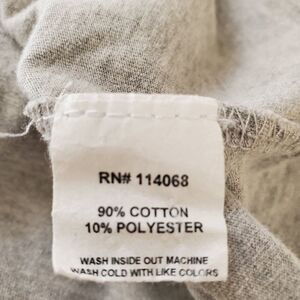 RN# 114068
90% COTTON
10% POLYESTER
WASH INSIDE OUT MACHINE
WASH COLD WITH LIKE COLORS